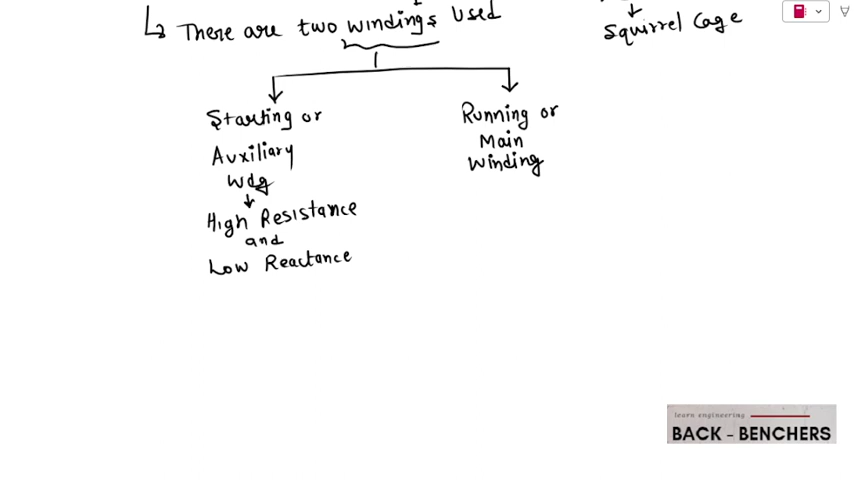 There are two windings used
Squirrel Cage
Starting or
Auxiliary
Wdg
High Resistance
and
Low Reactance
Running or
Main
Winding
learn engineering
BACK - BENCHERS